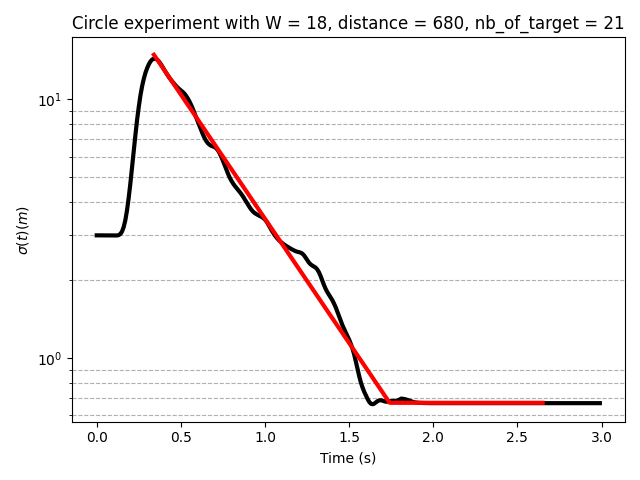 Circle experiment with W = 18, distance = 680, nb_of_target = 21
σ(t)(m)
10¹
10⁰
0.0 0.5 1.0 1.5 2.0 2.5 3.0
Time (s)